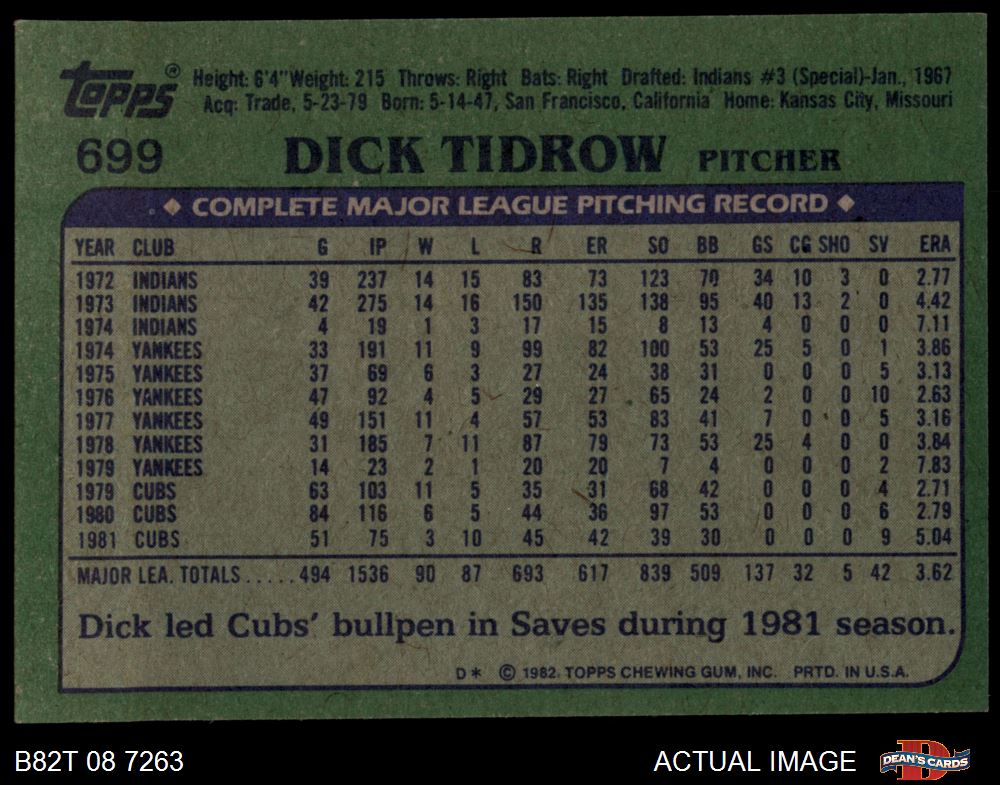 Topps® Height: 6'4" Weight: 215 Throws: Right Bats: Right Drafted: Indians #3 (Special)-Jan., 1967
Acq: Trade, 5-23-79 Born: 5-14-47, San Francisco, California Home: Kansas City, Missouri
699 DICK TIDROW PITCHER
◆ COMPLETE MAJOR LEAGUE PITCHING RECORD ◆
YEAR CLUB G IP W L R ER SO BB GS CG SHO SV ERA
1972 INDIANS 39 237 14 15 83 73 123 70 34 10 3 0 2.77
1973 INDIANS 42 275 14 16 150 135 138 95 40 13 2 0 4.42
1974 INDIANS 4 19 1 3 17 15 8 13 4 0 0 0 7.11
1974 YANKEES 33 191 11 9 99 82 100 53 25 5 0 1 3.86
1975 YANKEES 37 69 6 3 27 24 38 31 0 0 0 5 3.13
1976 YANKEES 47 92 4 5 29 27 65 24 2 0 0 10 2.63
1977 YANKEES 49 151 11 4 57 53 83 41 7 0 0 5 3.16
1978 YANKEES 31 185 7 11 87 79 73 53 25 4 0 0 3.84
1979 YANKEES 14 23 2 1 20 20 7 4 0 0 0 2 7.83
1979 CUBS 63 103 11 5 35 31 68 42 0 0 0 4 2.71
1980 CUBS 84 116 6 5 44 36 97 53 0 0 0 6 2.79
1981 CUBS 51 75 3 10 45 42 39 30 0 0 0 9 5.04
MAJOR LEA. TOTALS.....494 1536 90 87 693 617 839 509 137 32 5 42 3.62
Dick led Cubs' bullpen in Saves during 1981 season.
D* © 1982. TOPPS CHEWING GUM, INC. PRTD. IN U.S.A.
B82T 08 7263 ACTUAL IMAGE DEAN'S CARDS